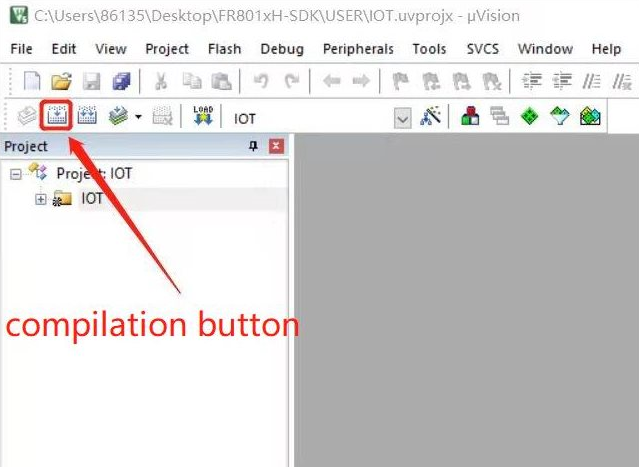 C:\Users\86135\Desktop\FR801xH-SDK\USER\IOT.uvprojx - µVision
File Edit View Project Flash Debug Peripherals Tools SVCS Window Help
LOAD IOT
Project
Project: IOT
IOT
compilation button